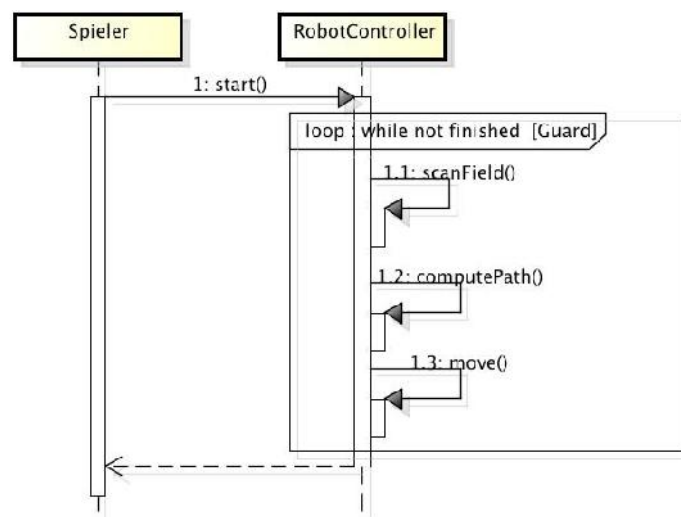 Spieler
RobotController
1: start()
loop : while not finished [Guard]
1.1: scanField()
1.2: computePath()
1.3: move()